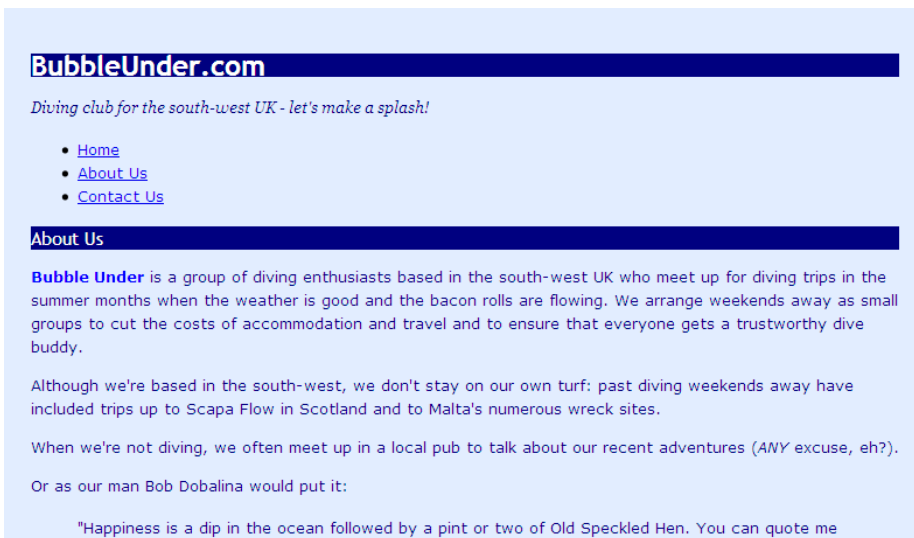 BubbleUnder.com
Diving club for the south-west UK - let's make a splash!
Home
About Us
Contact Us
About Us
Bubble Under is a group of diving enthusiasts based in the south-west UK who meet up for diving trips in the
summer months when the weather is good and the bacon rolls are flowing. We arrange weekends away as small
groups to cut the costs of accommodation and travel and to ensure that everyone gets a trustworthy dive
buddy.
Although we're based in the south-west, we don't stay on our own turf: past diving weekends away have
included trips up to Scapa Flow in Scotland and to Malta's numerous wreck sites.
When we're not diving, we often meet up in a local pub to talk about our recent adventures (ANY excuse, eh?).
Or as our man Bob Dobalina would put it:
"Happiness is a dip in the ocean followed by a pint or two of Old Speckled Hen. You can quote me